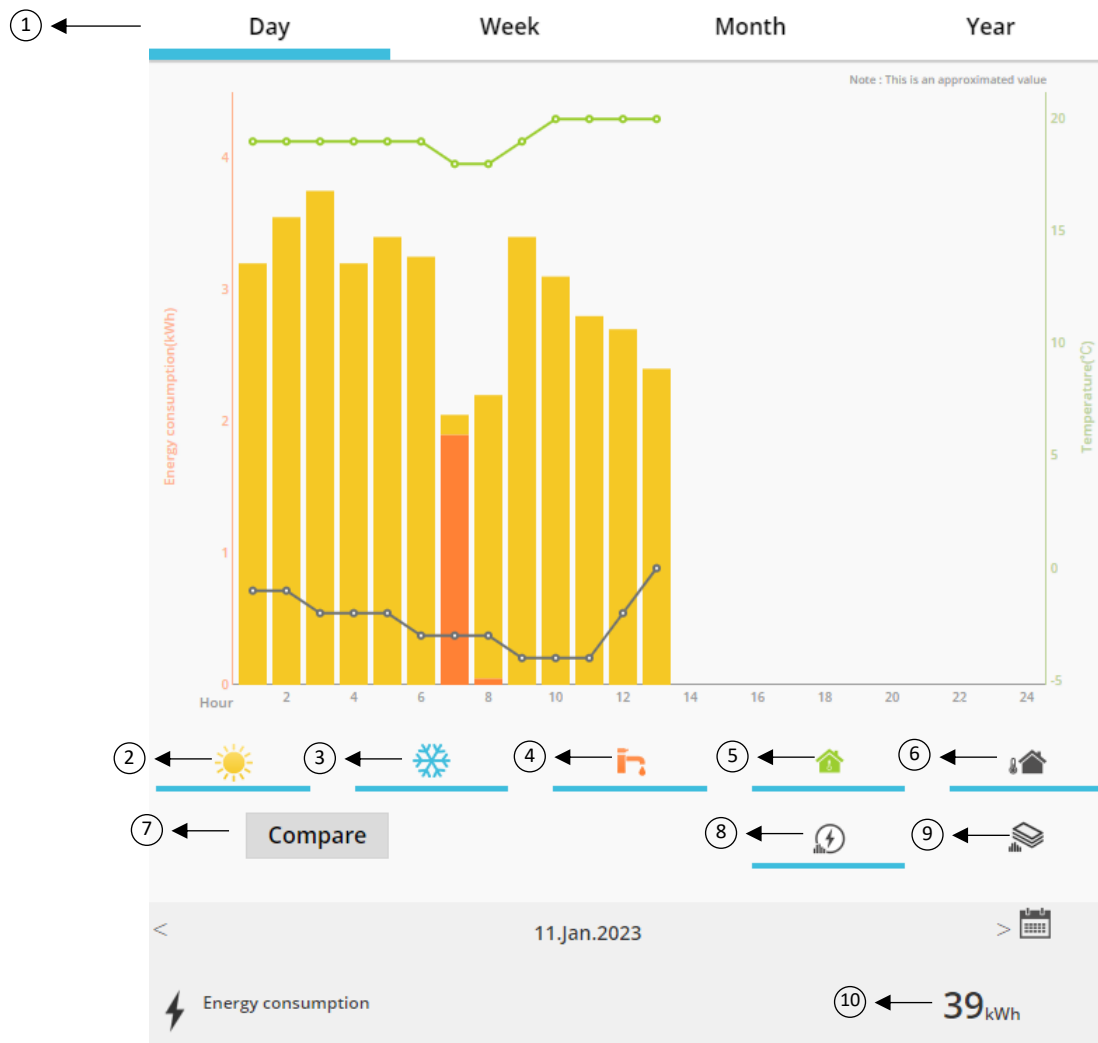 1
Day Week Month Year
Note : This is an approximated value
4
3
2
1
0
Energy consumption(kWh)
20
15
10
5
0
-5
Temperature(°C)
Hour 2 4 6 8 10 12 14 16 18 20 22 24
2 3 4 5 6
7 Compare 8 9
< 11.Jan.2023 >
Energy consumption 10 39kWh